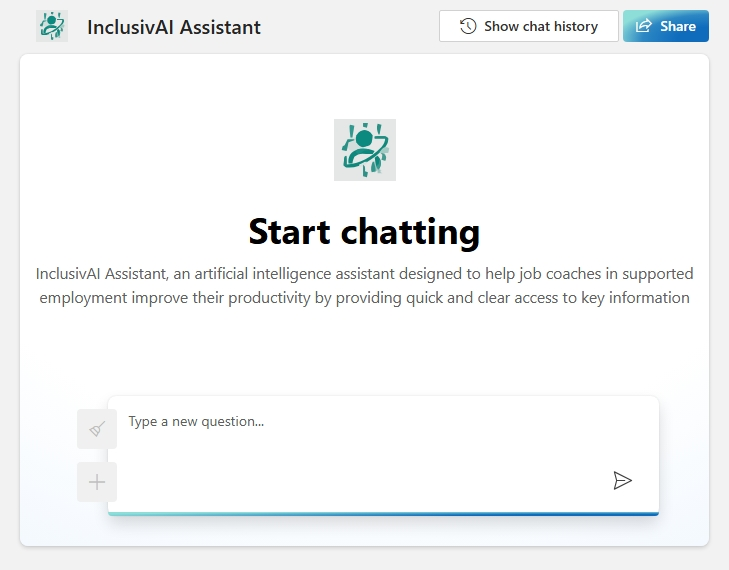 InclusivAI Assistant
Show chat history
Share
Start chatting
InclusivAI Assistant, an artificial intelligence assistant designed to help job coaches in supported
employment improve their productivity by providing quick and clear access to key information
Type a new question...